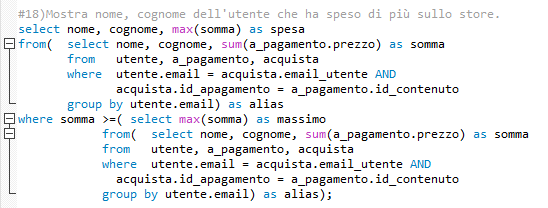 #18)Mostra nome, cognome dell'utente che ha speso di più sullo store.
select nome, cognome, max(somma) as spesa
from(  select nome, cognome, sum(a_pagamento.prezzo) as somma
from   utente, a_pagamento, acquista
where  utente.email = acquista.email_utente AND
acquista.id_apagamento = a_pagamento.id_contenuto
group by utente.email) as alias
where somma >=( select max(somma) as massimo
from(  select nome, cognome, sum(a_pagamento.prezzo) as somma
from   utente, a_pagamento, acquista
where  utente.email = acquista.email_utente AND
acquista.id_apagamento = a_pagamento.id_contenuto
group by utente.email) as alias);